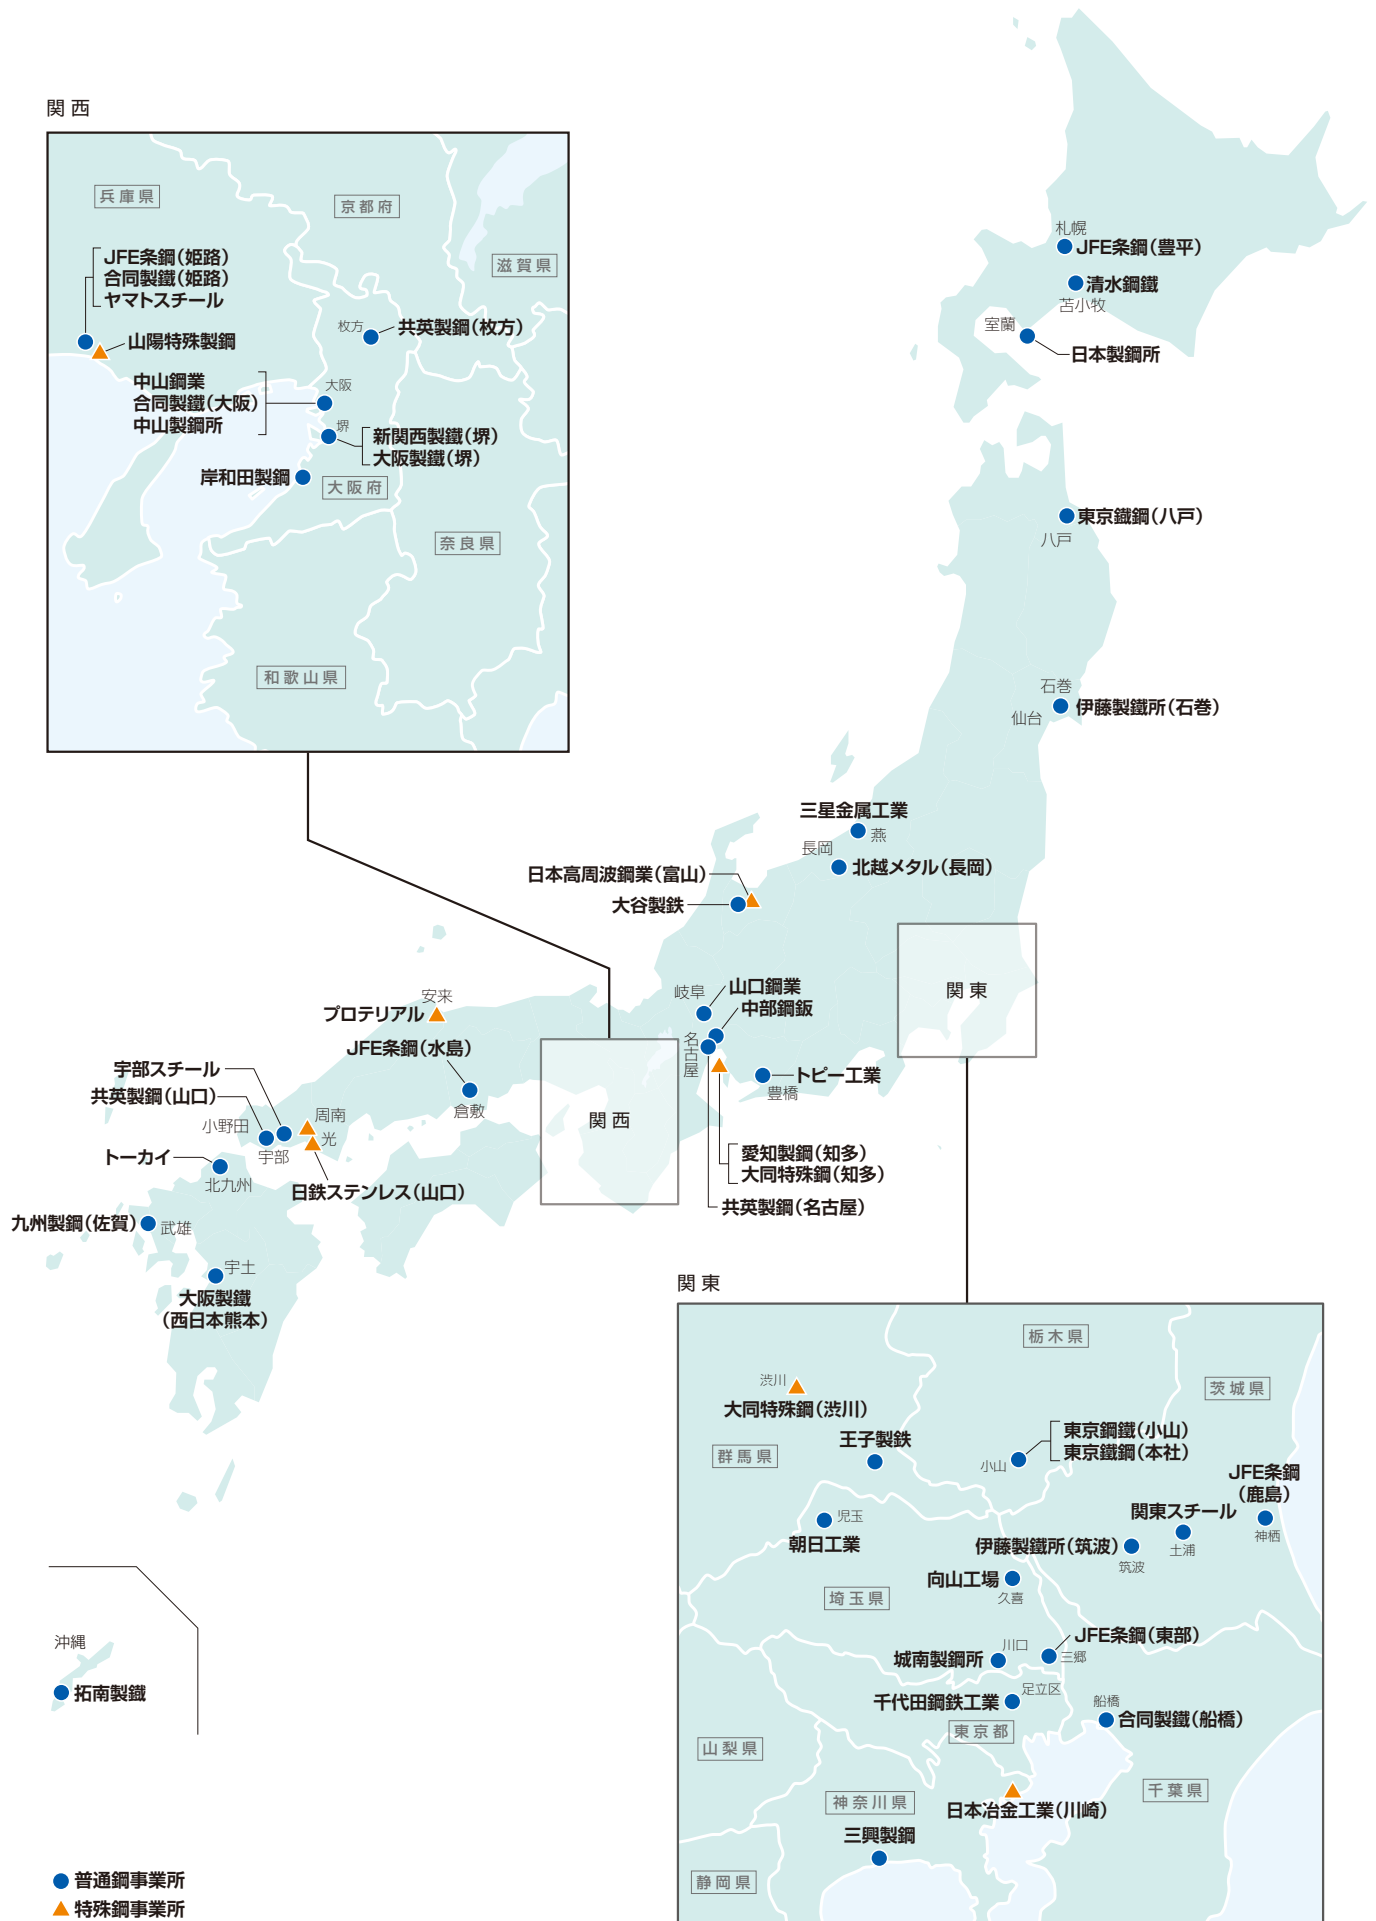 関西
兵庫県
京都府
滋賀県
JFE条鋼(姫路)
合同製鐵(姫路)
ヤマトスチール
山陽特殊製鋼
枚方
共英製鋼(枚方)
中山鋼業
合同製鐵(大阪)
中山製鋼所
大阪
堺
新関西製鐵(堺)
大阪製鐵(堺)
岸和田製鋼
大阪府
奈良県
和歌山県
札幌
JFE条鋼(豊平)
清水鋼鐵
苫小牧
室蘭
日本製鋼所
東京鐵鋼(八戸)
八戸
石巻
伊藤製鐵所(石巻)
仙台
三星金属工業
燕
長岡
北越メタル(長岡)
日本高周波鋼業(富山)
大谷製鉄
関東
岐阜
山口鋼業
中部鋼鈑
名古屋
トピー工業
豊橋
愛知製鋼(知多)
大同特殊鋼(知多)
共英製鋼(名古屋)
安来
プロテリアル
JFE条鋼(水島)
倉敷
関西
宇部スチール
共英製鋼(山口)
小野田
宇部
周南
光
日鉄ステンレス(山口)
トーカイ
北九州
九州製鋼(佐賀)
武雄
宇土
大阪製鐵
(西日本熊本)
関東
栃木県
茨城県
渋川
大同特殊鋼(渋川)
群馬県
王子製鉄
小山
東京鋼鐵(小山)
東京鐵鋼(本社)
JFE条鋼
(鹿島)
神栖
関東スチール
土浦
児玉
朝日工業
伊藤製鐵所(筑波)
筑波
向山工場
久喜
埼玉県
JFE条鋼(東部)
三郷
川口
城南製鋼所
足立区
千代田鋼鉄工業
東京都
船橋
合同製鐵(船橋)
山梨県
千葉県
神奈川県
日本冶金工業(川崎)
三興製鋼
静岡県
沖縄
拓南製鐵
普通鋼事業所
特殊鋼事業所